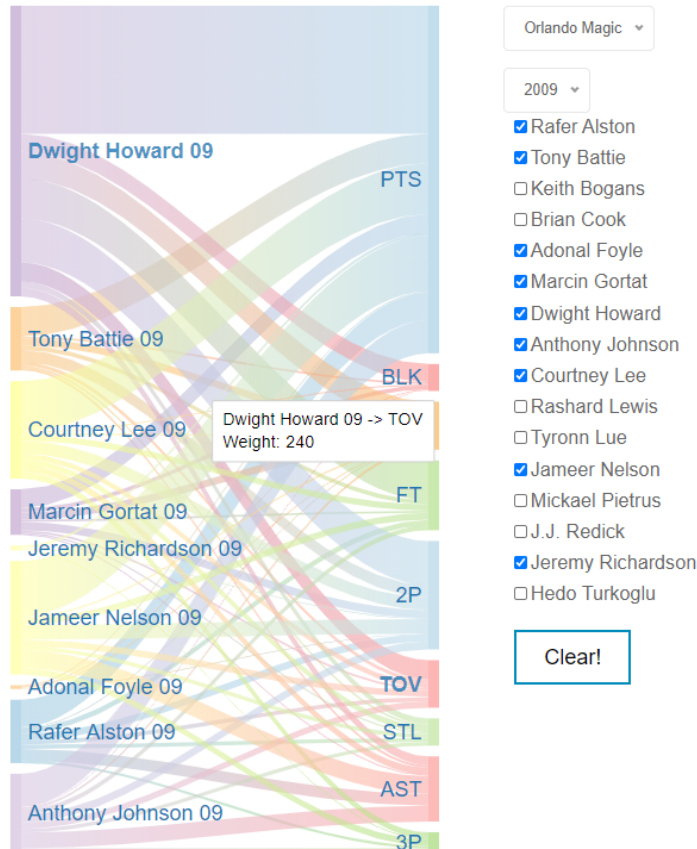 Dwight Howard 09
Tony Battie 09
Courtney Lee 09
Marcin Gortat 09
Jeremy Richardson 09
Jameer Nelson 09
Adonal Foyle 09
Rafer Alston 09
Anthony Johnson 09
PTS
BLK
Dwight Howard 09 -> TOV
Weight: 240
FT
2P
TOV
STL
AST
3P
Orlando Magic
2009
Rafer Alston
Tony Battie
Keith Bogans
Brian Cook
Adonal Foyle
Marcin Gortat
Dwight Howard
Anthony Johnson
Courtney Lee
Rashard Lewis
Tyronn Lue
Jameer Nelson
Mickael Pietrus
J.J. Redick
Jeremy Richardson
Hedo Turkoglu
Clear!